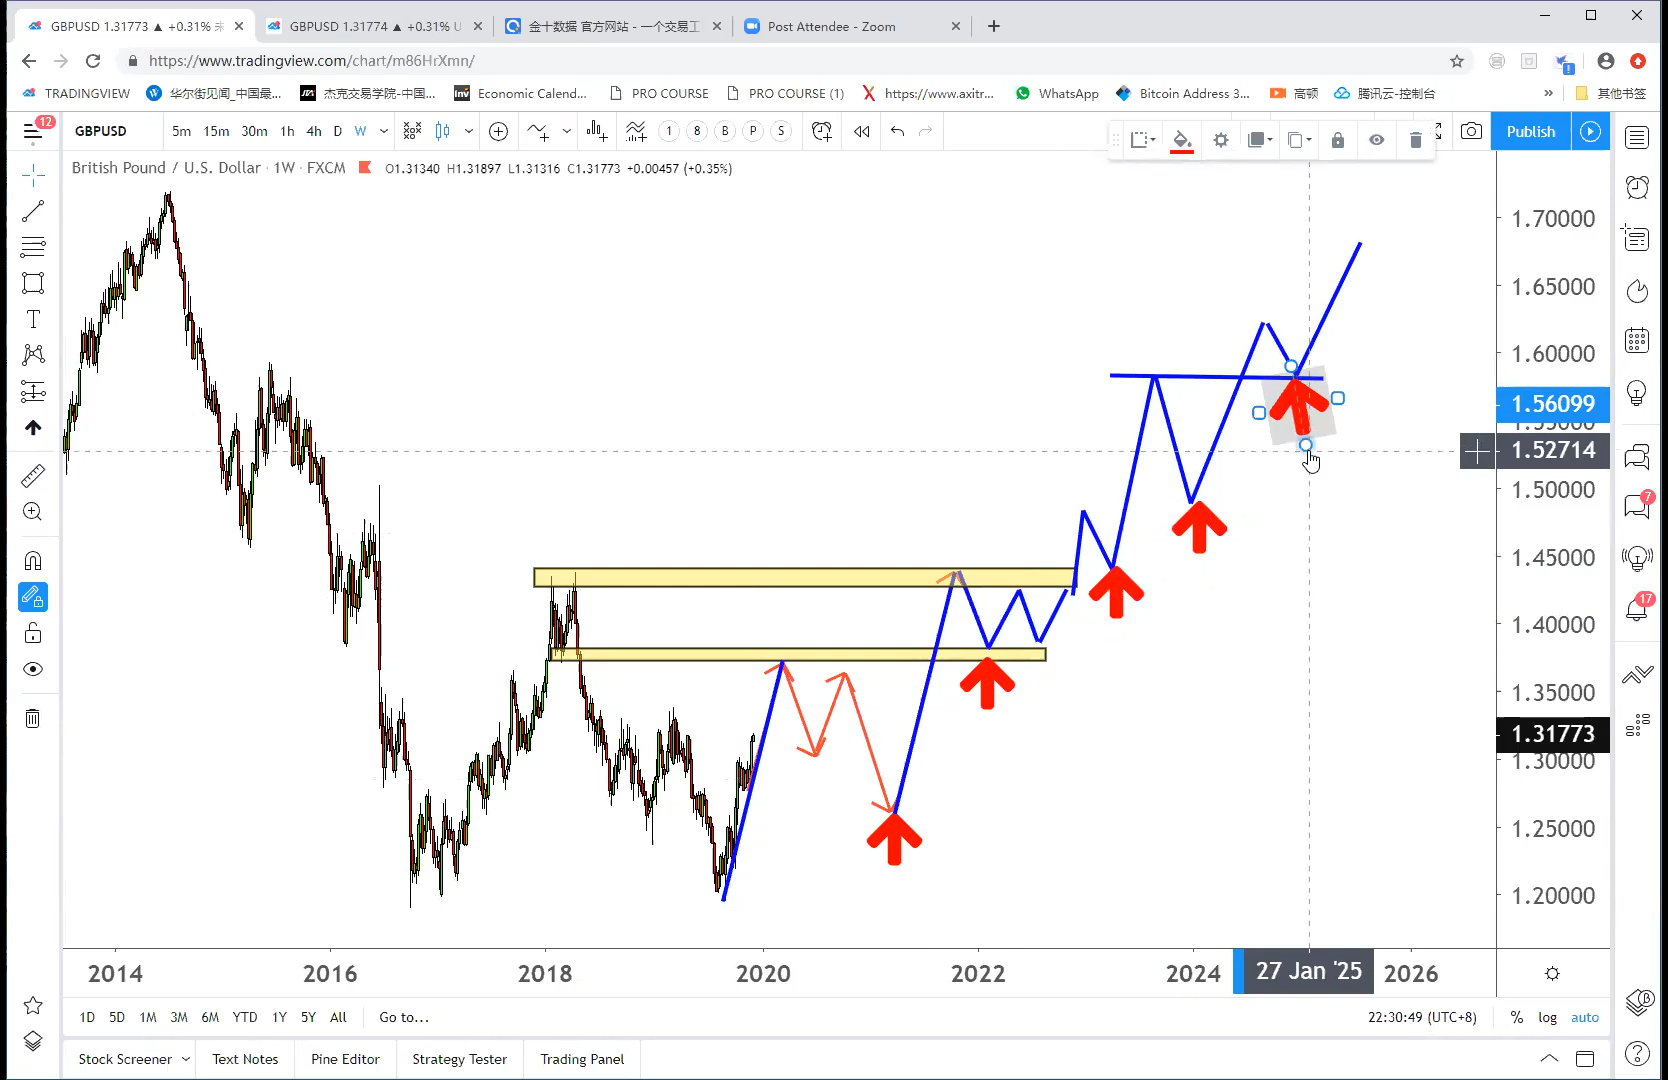 GBPUSD 1.31773 ▲ +0.31% 未
GBPUSD 1.31774 ▲ +0.31% U
金十数据 官方网站 - 一个交易工
Post Attendee - Zoom
https://www.tradingview.com/chart/m86HrXmn/
TRADINGVIEW
华尔街见闻_中国最...
杰克交易学院-中国...
Economic Calend...
PRO COURSE
PRO COURSE (1)
https://www.axitr...
WhatsApp
Bitcoin Address 3...
高顿
腾讯云-控制台
»
其他书签
12
GBPUSD
5m 15m 30m 1h 4h D W
1 8 B P S
Publish
British Pound / U.S. Dollar · 1W · FXCM
O1.31340 H1.31897 L1.31316 C1.31773 +0.00457 (+0.35%)
1.70000
1.65000
1.60000
1.56099
1.55000
1.52714
1.50000
1.45000
1.40000
1.35000
1.31773
1.30000
1.25000
1.20000
7
17
2014 2016 2018 2020 2022 2024 27 Jan '25 2026
1D 5D 1M 3M 6M YTD 1Y 5Y All Go to...
22:30:49 (UTC+8) % log auto
Stock Screener Text Notes Pine Editor Strategy Tester Trading Panel